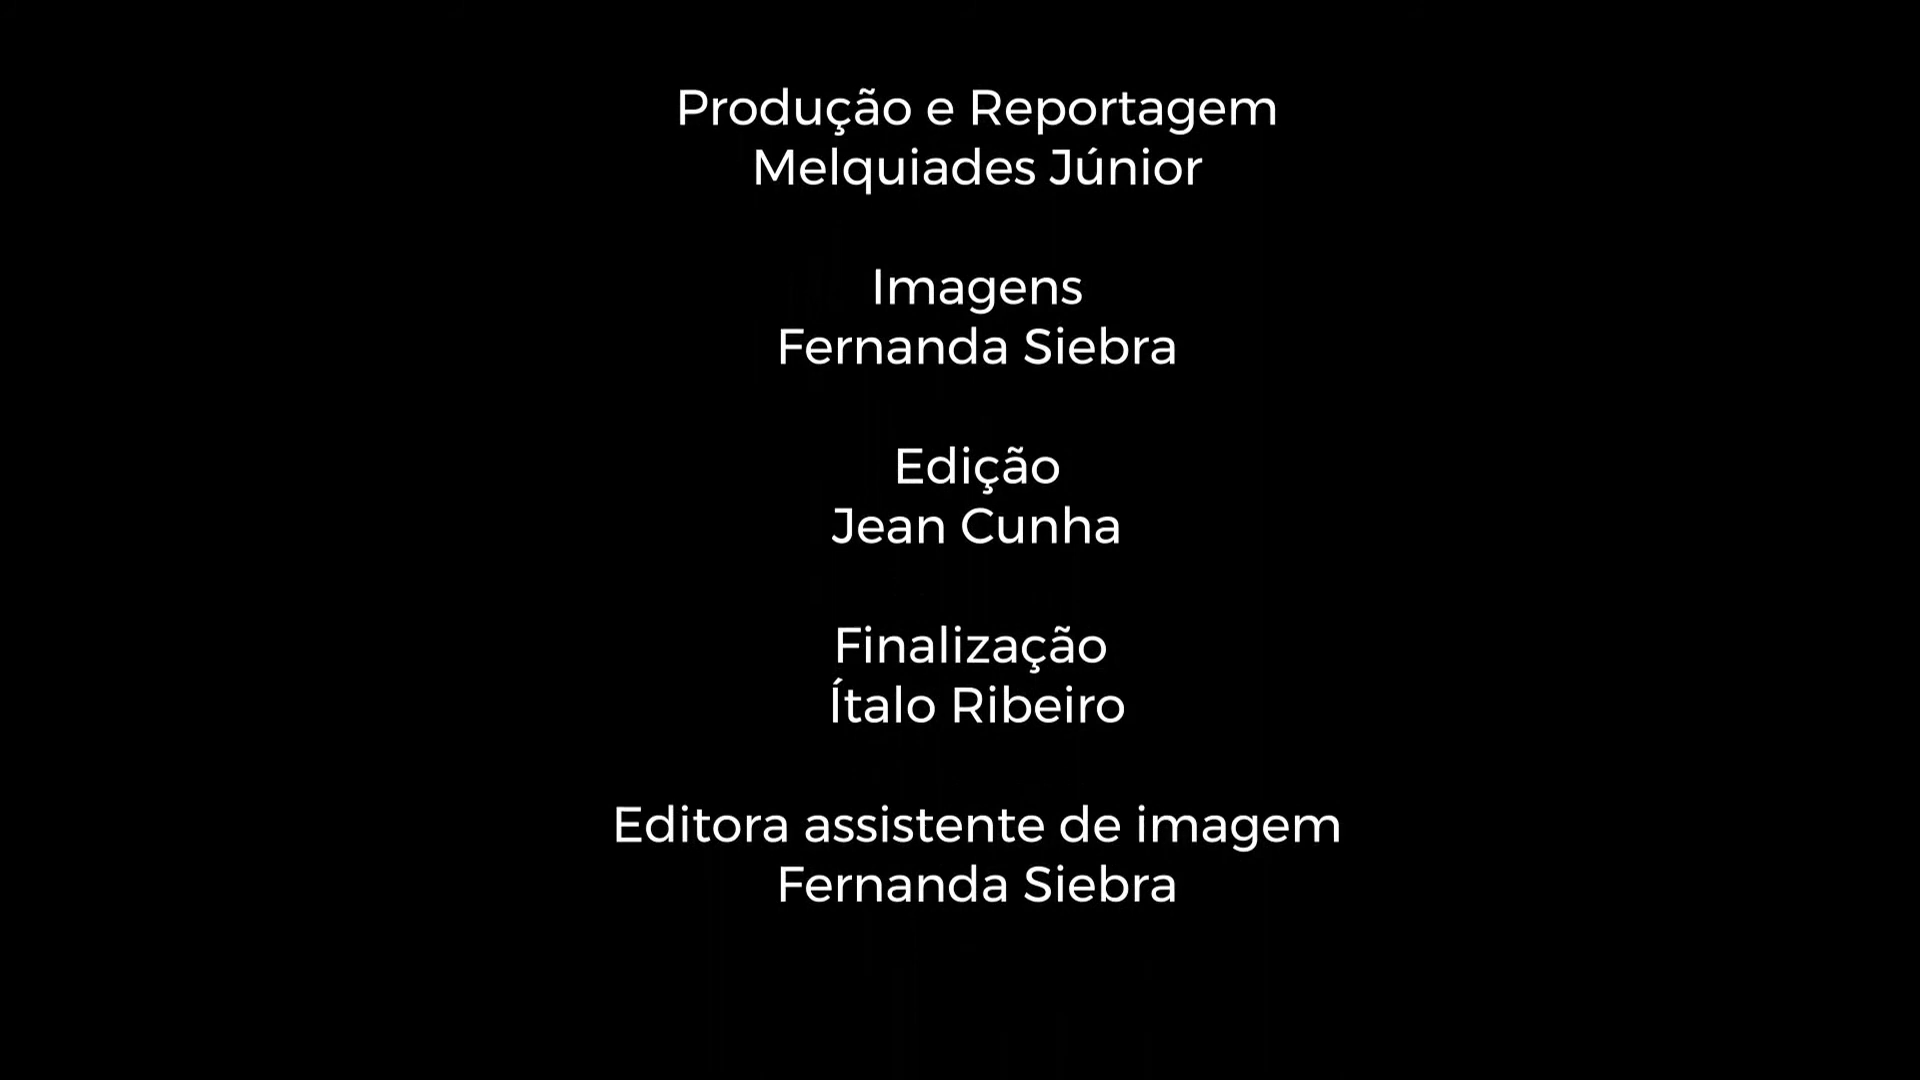 Produção e Reportagem
Melquiades Júnior
Imagens
Fernanda Siebra
Edição
Jean Cunha
Finalização
Ítalo Ribeiro
Editora assistente de imagem
Fernanda Siebra